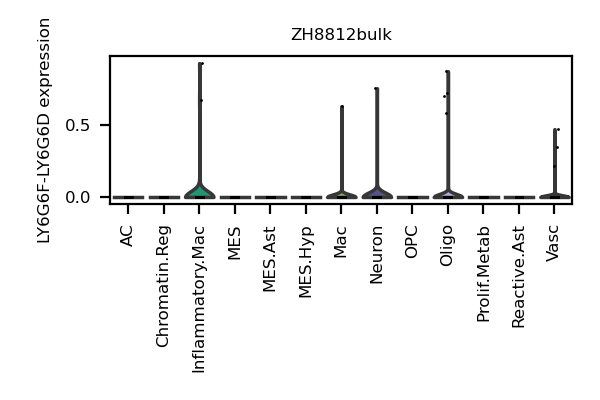 ZH8812bulk
LY6G6F-LY6G6D expression
0.5
0.0
AC
Chromatin.Reg
Inflammatory.Mac
MES
MES.Ast
MES.Hyp
Mac
Neuron
OPC
Oligo
Prolif.Metab
Reactive.Ast
Vasc